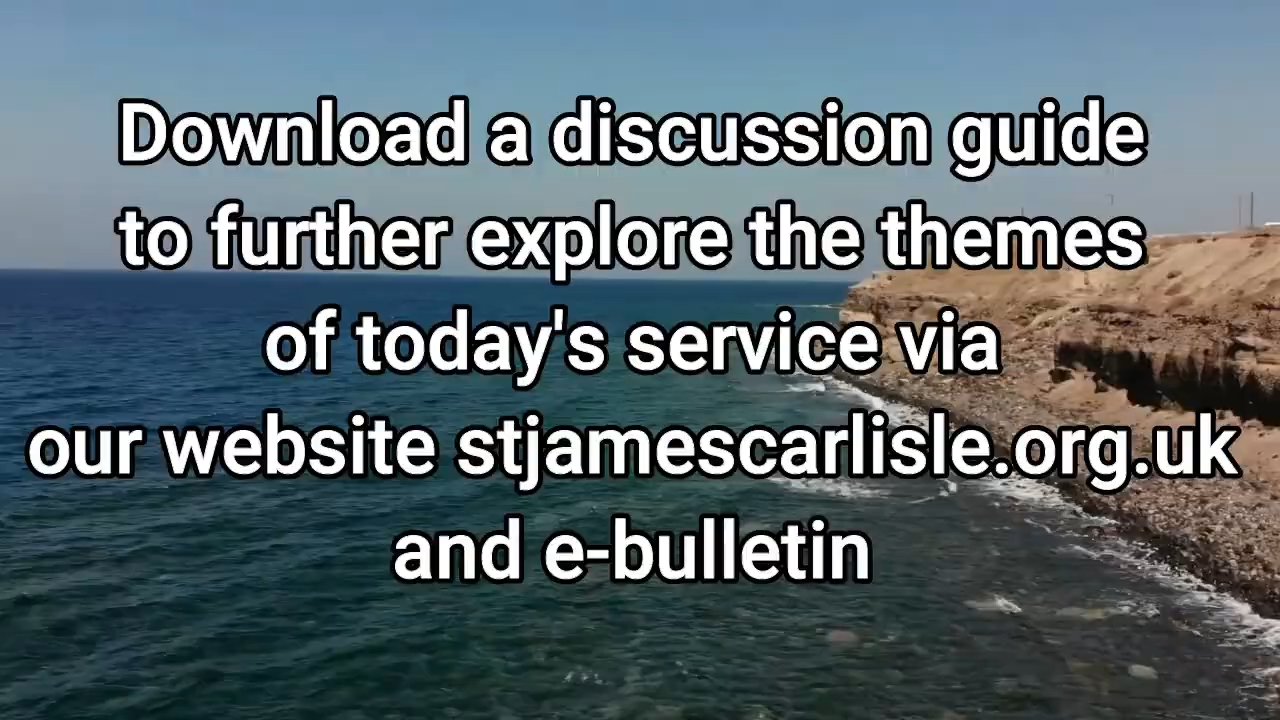 Download a discussion guide
to further explore the themes
of today's service via
our website stjamescarlisle.org.uk
and e-bulletin